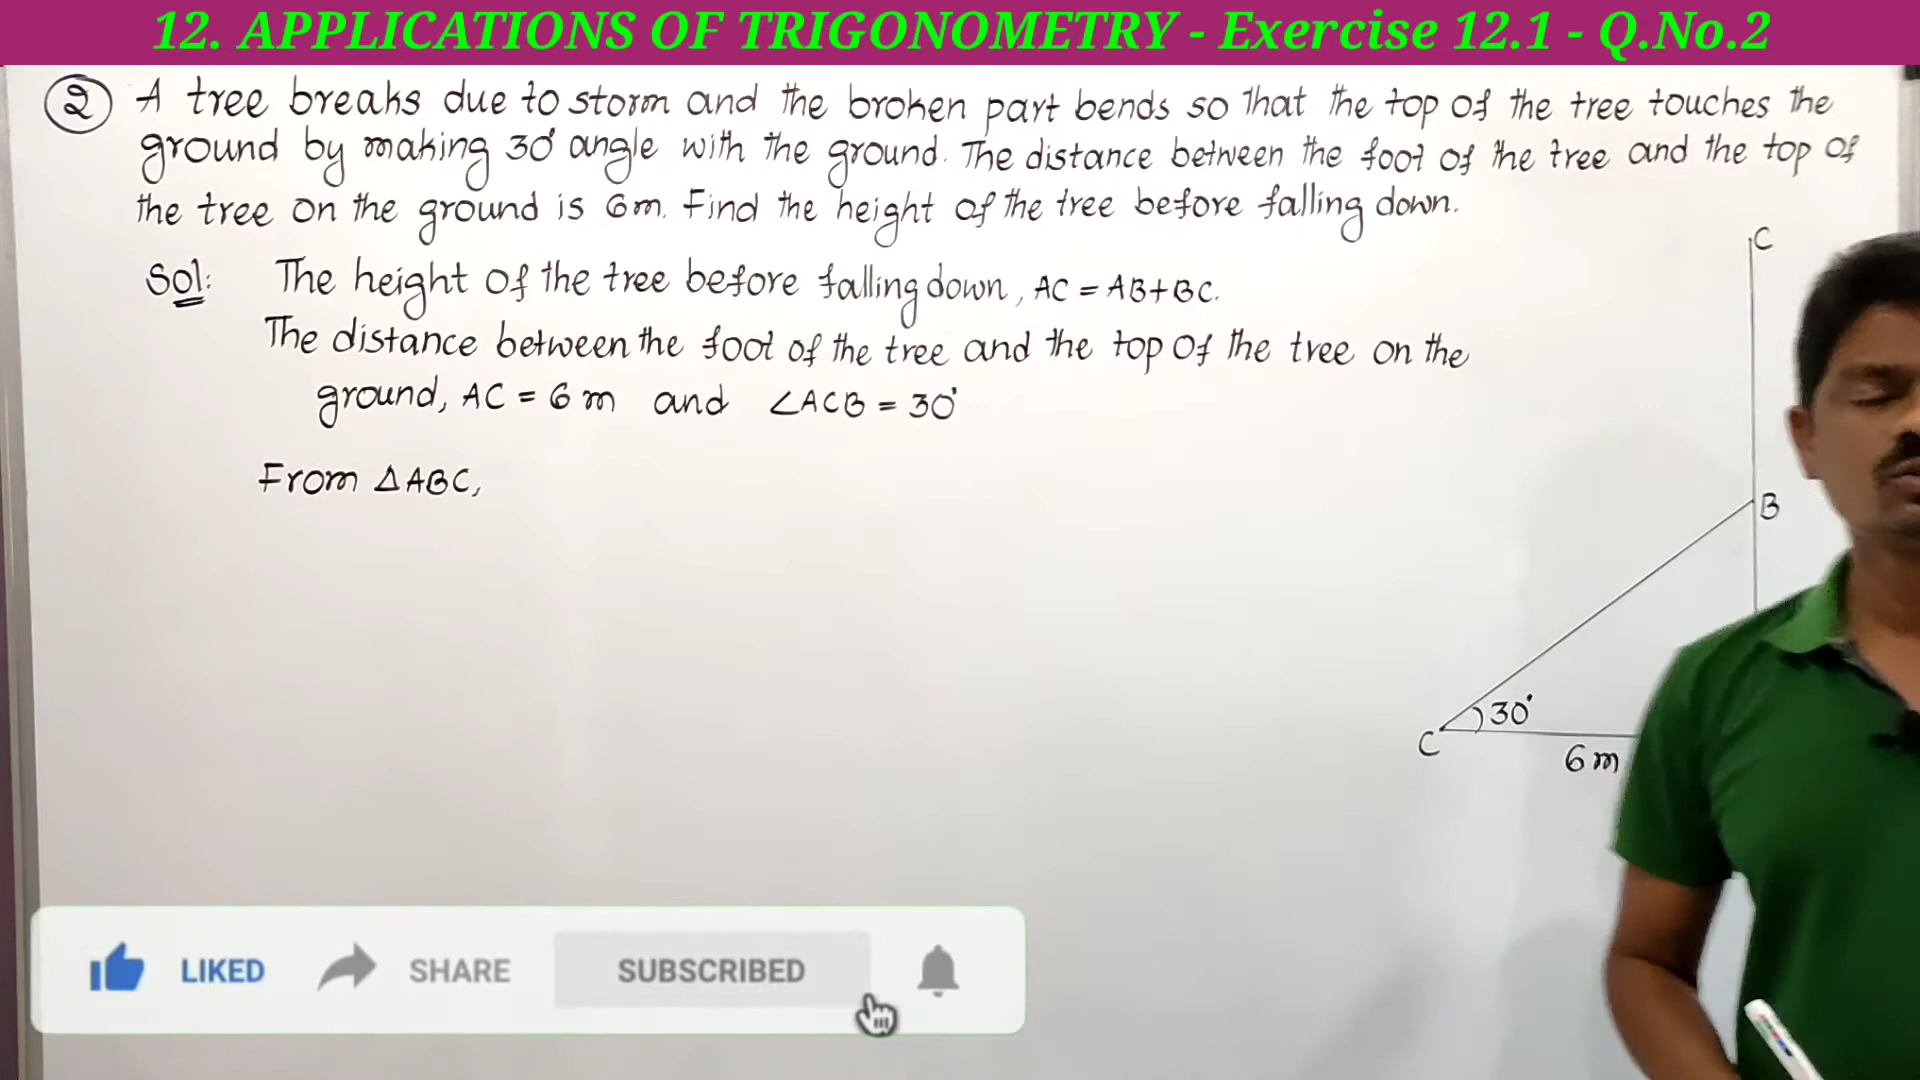 12. APPLICATIONS OF TRIGONOMETRY - Exercise 12.1 - Q.No.2
② A tree breaks due to storm and the broken part bends so that the top of the tree touches the
ground by making 30° angle with the ground. The distance between the foot of the tree and the top of
the tree on the ground is 6m. Find the height of the tree before falling down.
C
Sol: The height of the tree before falling down, AC = AB+BC.
The distance between the foot of the tree and the top of the tree on the
ground, AC = 6 m and ∠ACB = 30°
From ΔABC,
B
30°
C
6 m
LIKED SHARE SUBSCRIBED